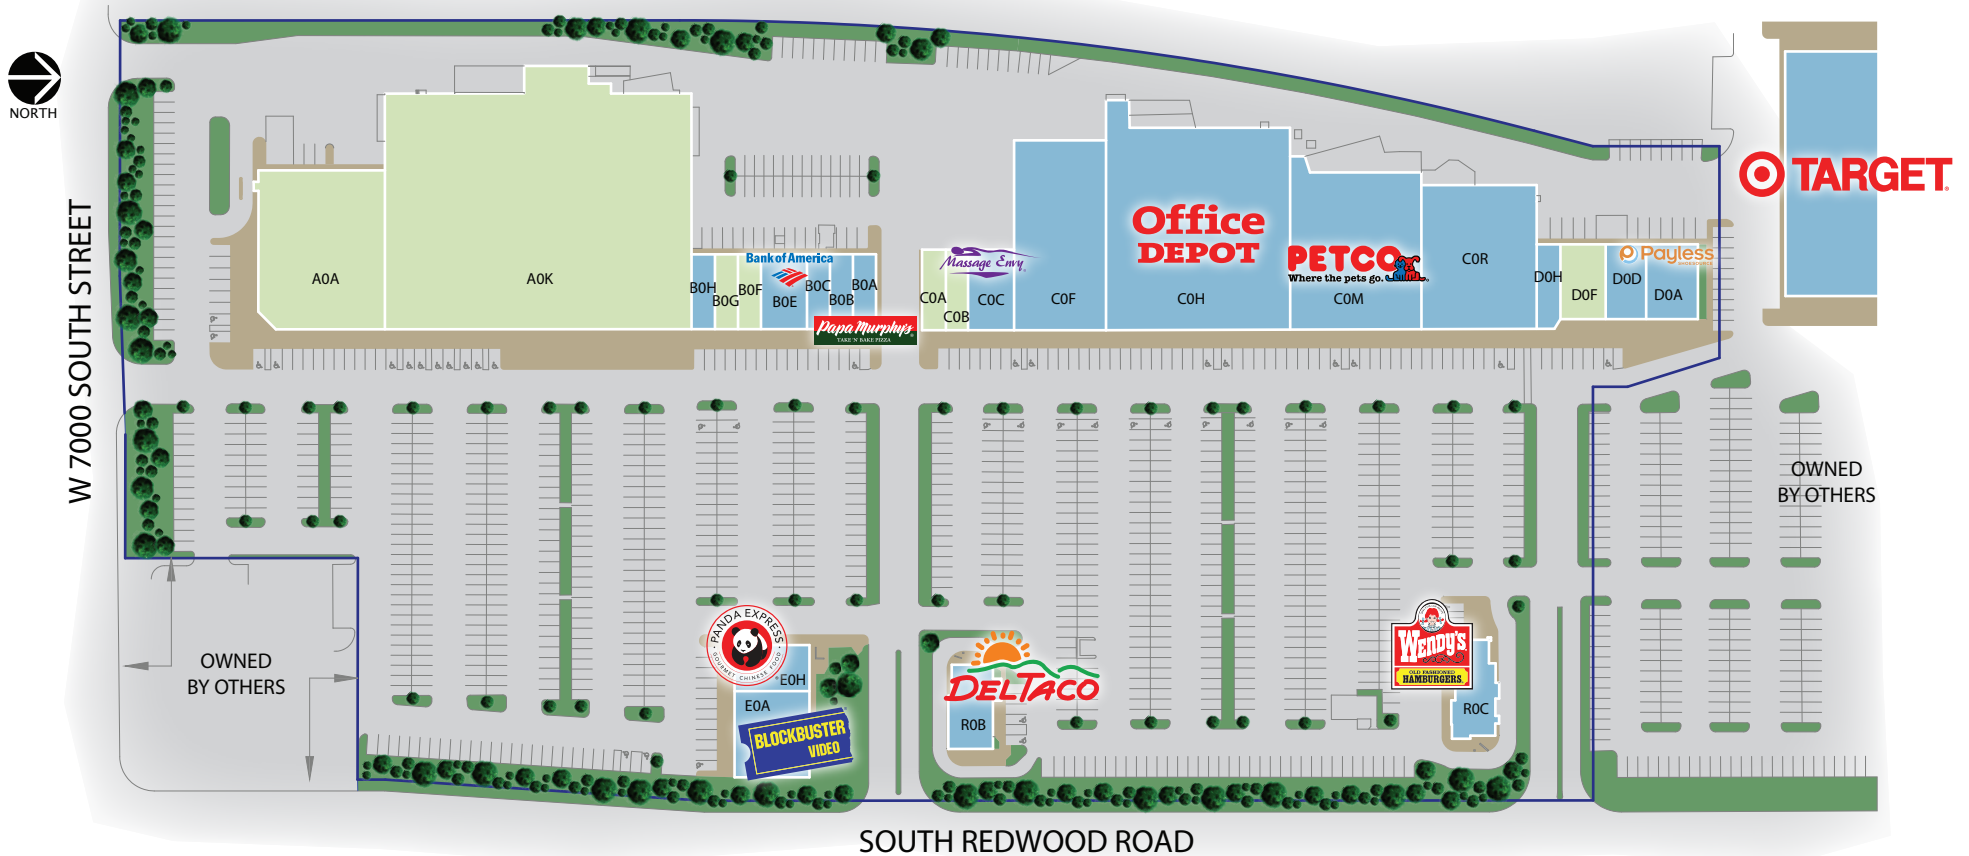 NORTH
W 7000 SOUTH STREET
A0A
A0K
B0H
B0G
B0F
Bank of America
B0E
B0C
B0B
B0A
Papa Murphy's
TAKE 'N' BAKE PIZZA
C0A
C0B
Massage Envy
C0C
C0F
Office
DEPOT
C0H
PETCO
Where the pets go.
C0M
C0R
D0H
D0F
D0D
Payless
SHOESOURCE
D0A
TARGET
OWNED
BY OTHERS
OWNED
BY OTHERS
PANDA EXPRESS
GOURMET CHINESE FOOD
E0H
E0A
BLOCKBUSTER
VIDEO
DEL TACO
R0B
WENDY'S
OLD FASHIONED
HAMBURGERS
R0C
SOUTH REDWOOD ROAD